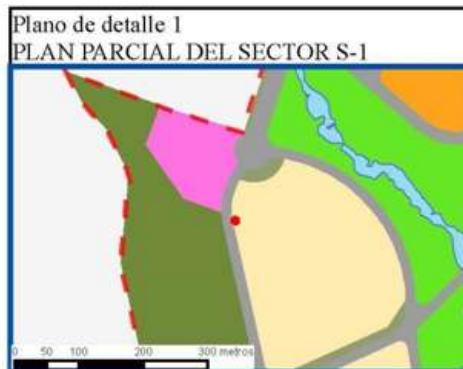 Plano de detalle 1
PLAN PARCIAL DEL SECTOR S-1
0 50 100 200 300 metros